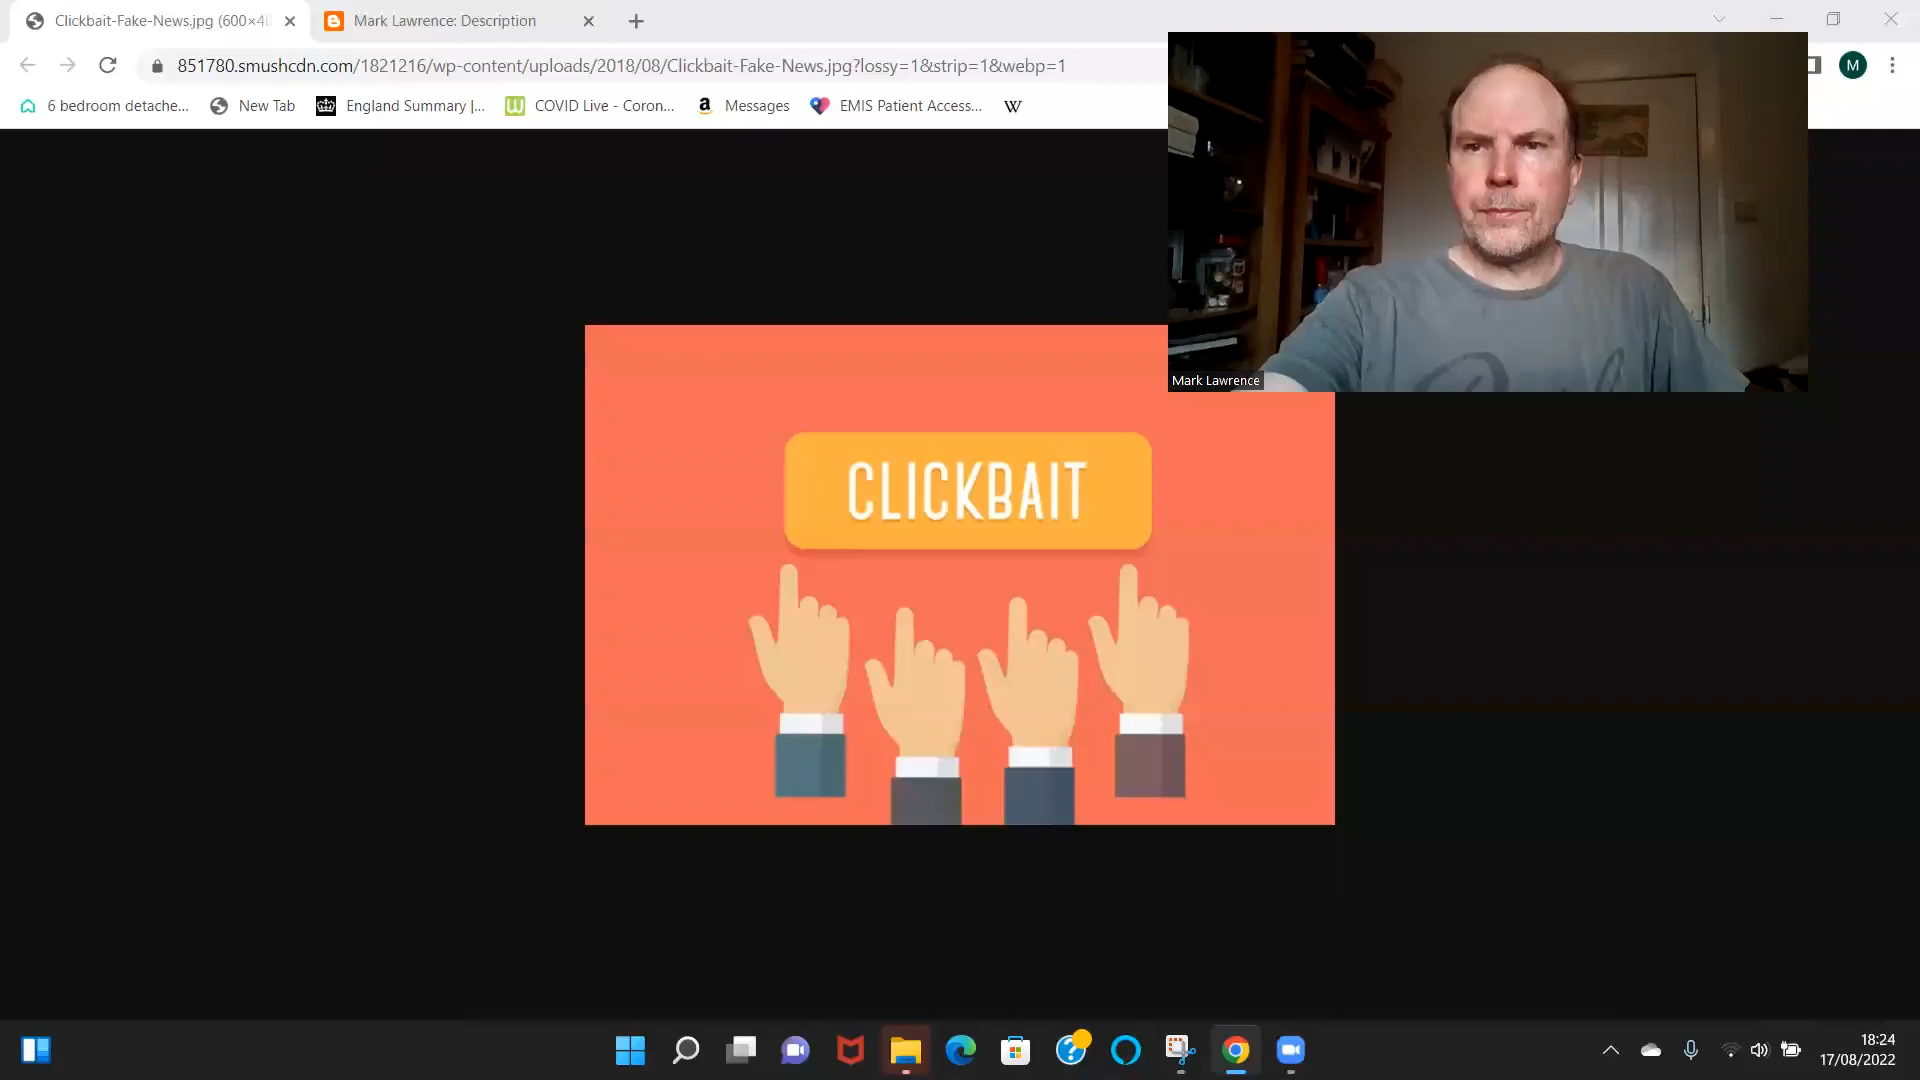 Clickbait-Fake-News.jpg (600×40
Mark Lawrence: Description
851780.smushcdn.com/1821216/wp-content/uploads/2018/08/Clickbait-Fake-News.jpg?lossy=1&strip=1&webp=1
M
6 bedroom detache...
New Tab
England Summary |...
COVID Live - Coron...
Messages
EMIS Patient Access...
W
Mark Lawrence
CLICKBAIT
18:24
17/08/2022